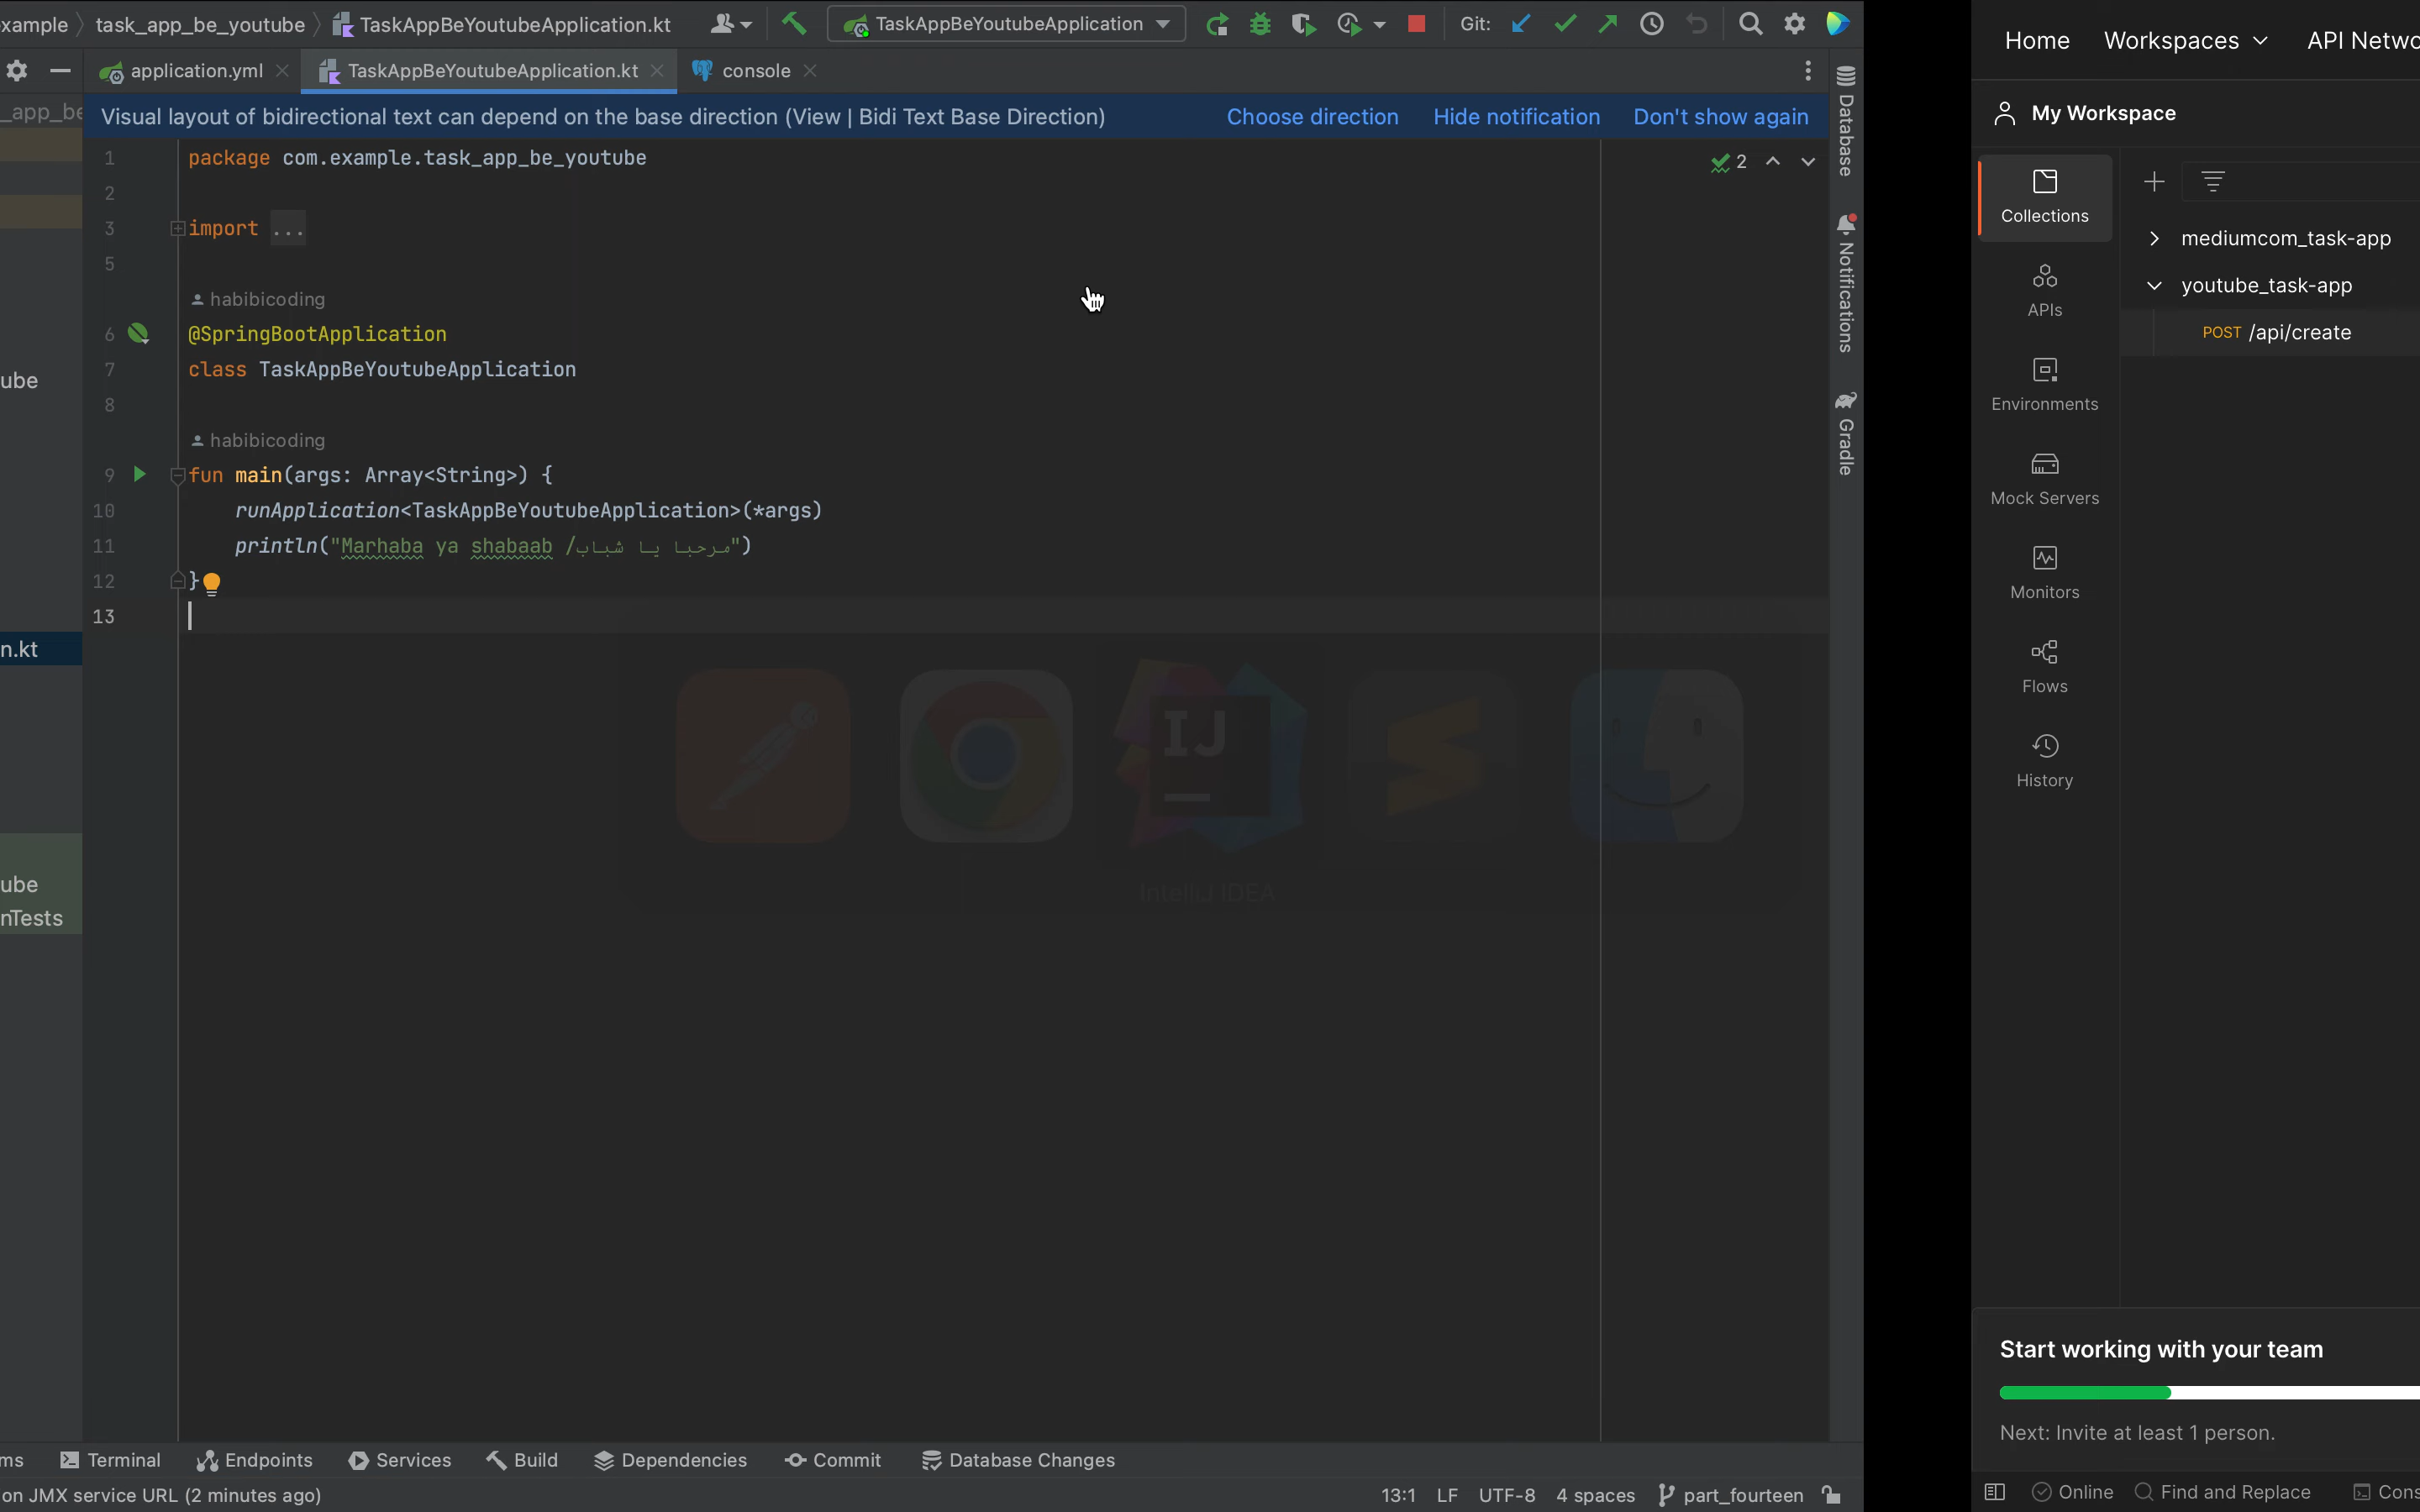 xample task_app_be_youtube TaskAppBeYoutubeApplication.kt TaskAppBeYoutubeApplication Git:
application.yml TaskAppBeYoutubeApplication.kt console
_app_be
Visual layout of bidirectional text can depend on the base direction (View | Bidi Text Base Direction) Choose direction Hide notification Don't show again
1 package com.example.task_app_be_youtube
2
2
3 import ...
5
habibicoding
6 @SpringBootApplication
7 class TaskAppBeYoutubeApplication
8
habibicoding
9 fun main(args: Array<String>) {
10 runApplication<TaskAppBeYoutubeApplication>(*args)
11 println("Marhaba ya shabaab /مرحبا يا شباب")
12 }
13
ube
n.kt
ube
nTests
IntelliJ IDEA
Database
Notifications
Gradle
ms Terminal Endpoints Services Build Dependencies Commit Database Changes
on JMX service URL (2 minutes ago) 13:1 LF UTF-8 4 spaces part_fourteen
Home Workspaces API Netwo
My Workspace
Collections
APIs
Environments
Mock Servers
Monitors
Flows
History
mediumcom_task-app
youtube_task-app
POST /api/create
Start working with your team
Next: Invite at least 1 person.
Online Find and Replace Cons